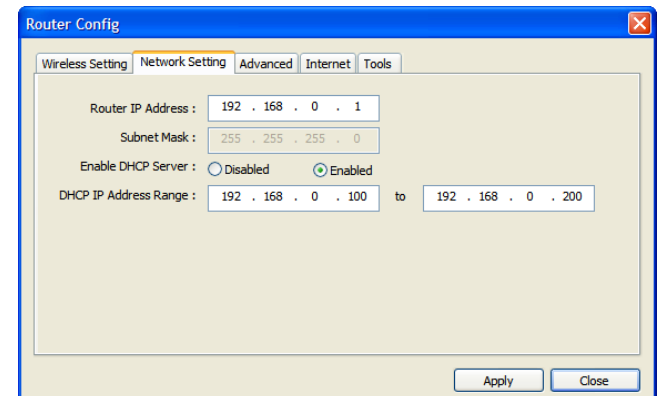 Router Config
Wireless Setting Network Setting Advanced Internet Tools
Router IP Address : 192 . 168 . 0 . 1
Subnet Mask : 255 . 255 . 255 . 0
Enable DHCP Server : Disabled Enabled
DHCP IP Address Range : 192 . 168 . 0 . 100 to 192 . 168 . 0 . 200
Apply Close